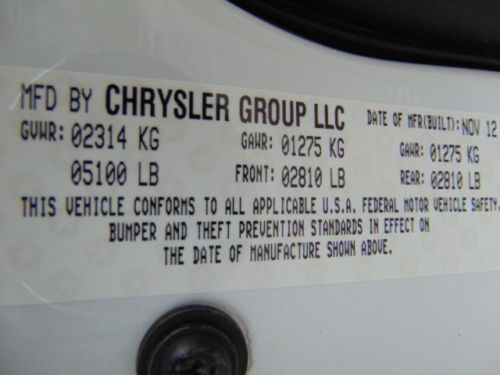 MFD BY CHRYSLER GROUP LLC DATE OF MFR(BUILT): NOV 12
GVWR: 02314 KG GAWR: 01275 KG GAWR: 01275 KG
05100 LB FRONT: 02810 LB REAR: 02810 LB
THIS VEHICLE CONFORMS TO ALL APPLICABLE U.S.A. FEDERAL MOTOR VEHICLE SAFETY,
BUMPER AND THEFT PREVENTION STANDARDS IN EFFECT ON
THE DATE OF MANUFACTURE SHOWN ABOVE.